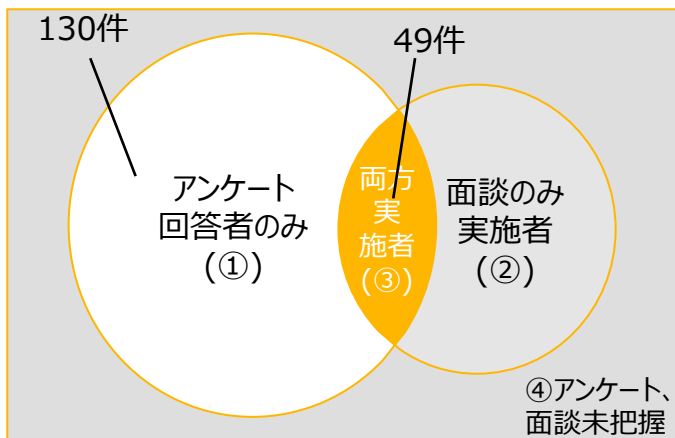 130件
49件
アンケート
回答者のみ
(①)
両方
実
施者
(③)
面談のみ
実施者
(②)
④アンケート、
面談未把握